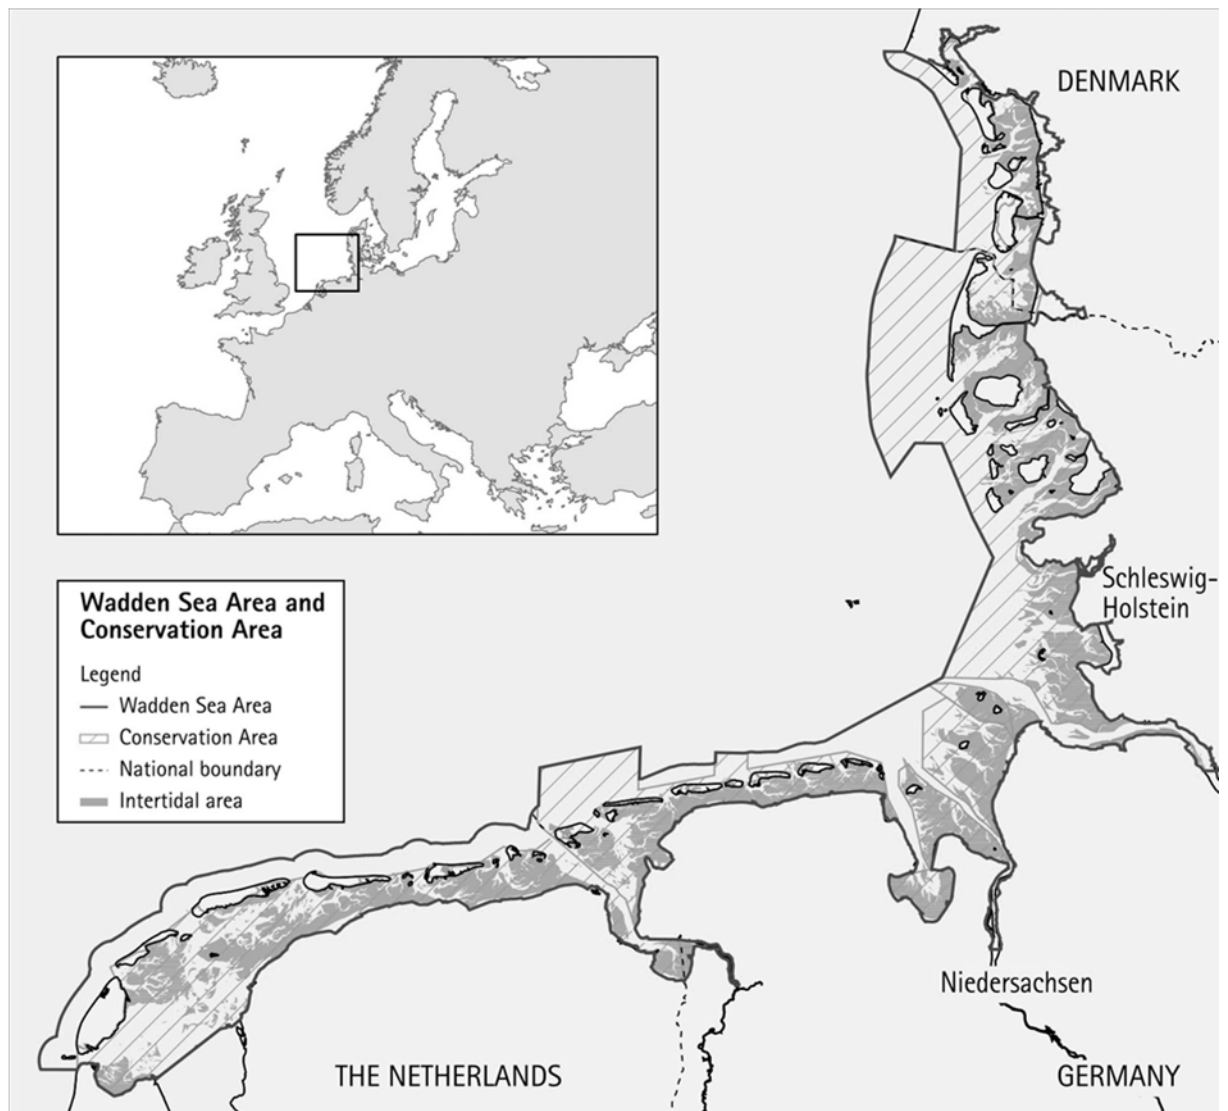 DENMARK
Schleswig-
Holstein
Wadden Sea Area and
Conservation Area
Legend
Wadden Sea Area
Conservation Area
National boundary
Intertidal area
Niedersachsen
THE NETHERLANDS
GERMANY